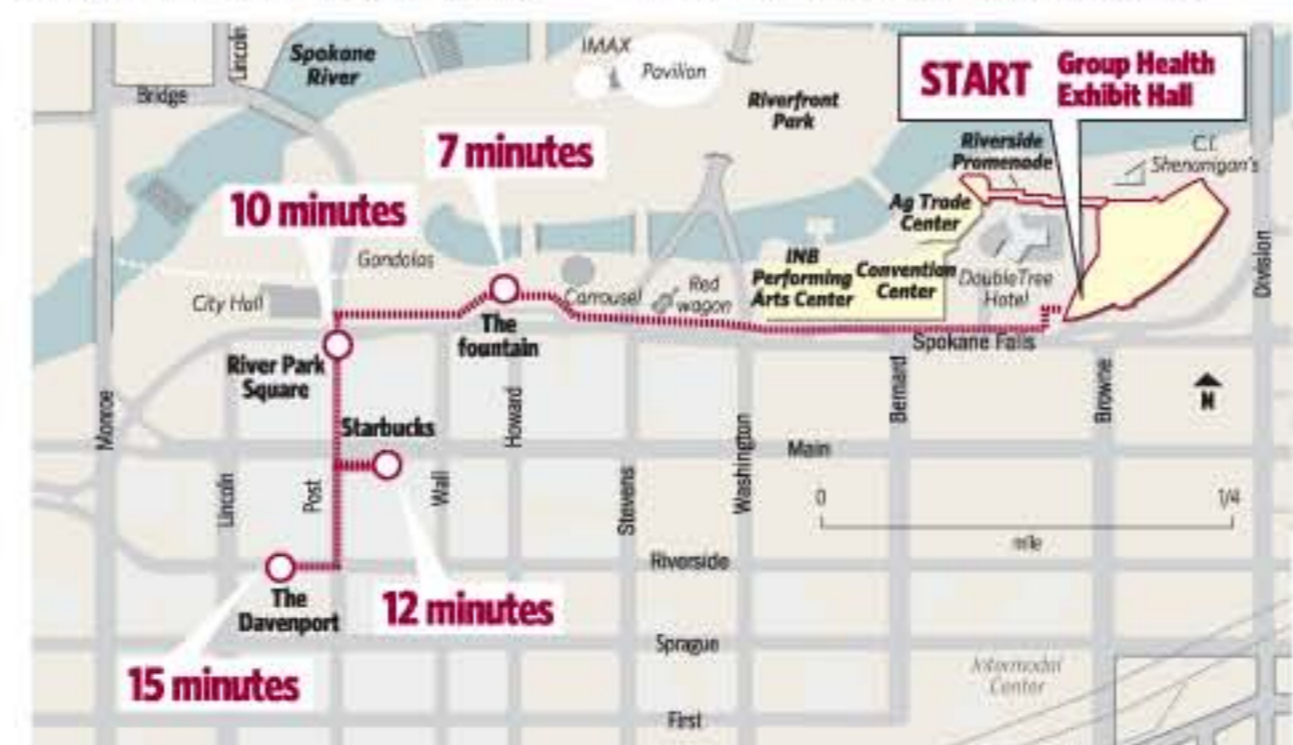 Lincoln
Spokane
River
IMAX
Pavilion
START
Group Health
Exhibit Hall
Bridge
Riverfront
Park
7 minutes
Riverside
Promenade
C.I.
Shenanigan's
10 minutes
Ag Trade
Center
Gondolas
INB
Performing
Arts Center
Convention
Center
DoubleTree
Hotel
Division
City Hall
Carrousel
Red
wagon
The
fountain
Spokane Falls
River Park
Square
Monroe
Howard
Bernard
Browne
N
Starbucks
Main
Lincoln
Post
Wall
Stevens
Washington
0
1/4
mile
Riverside
The
Davenport
12 minutes
Sprague
15 minutes
Intermodal
Center
First